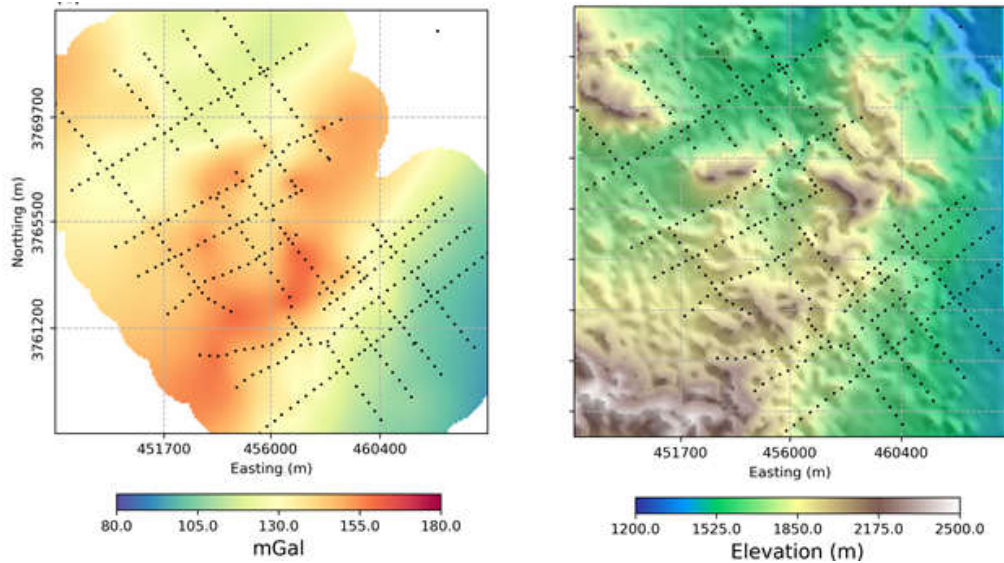 3769700
3765500
3761200
Northing (m)
451700 456000 460400
Easting (m)
80.0 105.0 130.0 155.0 180.0
mGal
451700 456000 460400
Easting (m)
1200.0 1525.0 1850.0 2175.0 2500.0
Elevation (m)